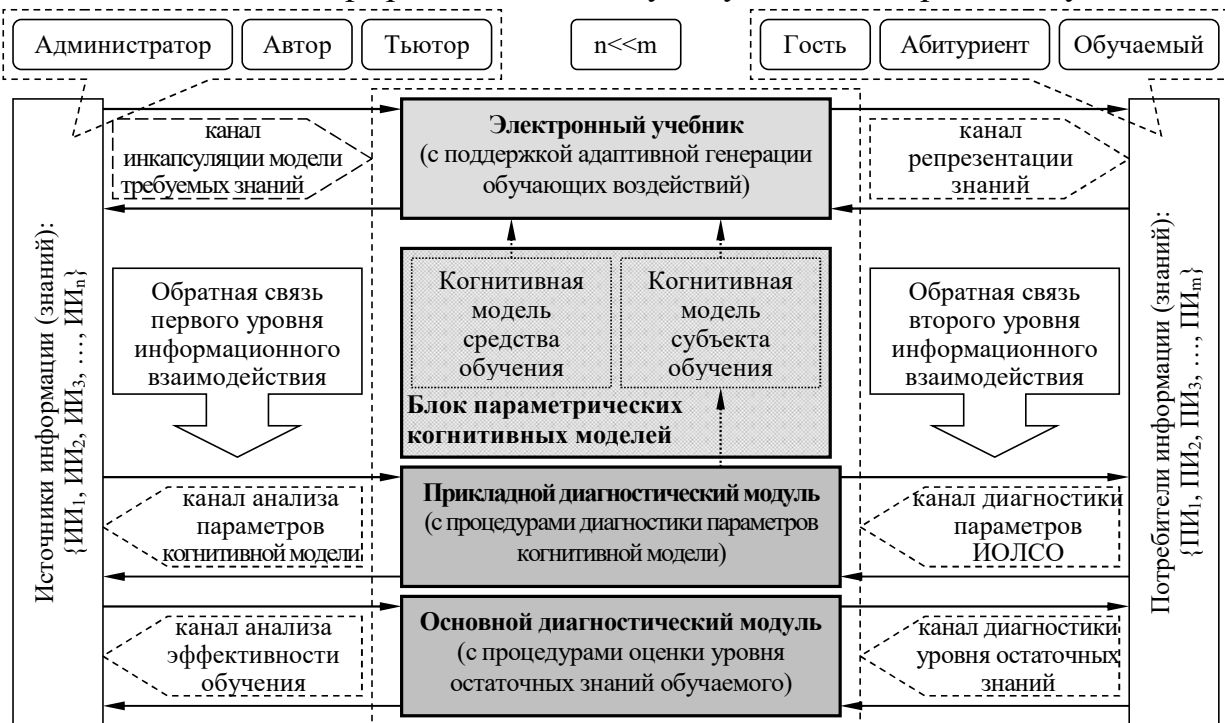 Администратор
Автор
Тьютор
n<<m
Гость
Абитуриент
Обучаемый
Источники информации (знаний):
{ИИ1, ИИ2, ИИ3, …, ИИn}
канал
инкапсуляции модели
требуемых знаний
Электронный учебник
(с поддержкой адаптивной генерации
обучающих воздействий)
канал
репрезентации
знаний
Потребители информации (знаний):
{ПИ1, ПИ2, ПИ3, …, ПИm}
Обратная связь
первого уровня
информационного
взаимодействия
Когнитивная
модель
средства
обучения
Когнитивная
модель
субъекта
обучения
Блок параметрических
когнитивных моделей
Обратная связь
второго уровня
информационного
взаимодействия
канал анализа
параметров
когнитивной модели
Прикладной диагностический модуль
(с процедурами диагностики параметров
когнитивной модели)
канал диагностики
параметров
ИОЛСО
канал анализа
эффективности
обучения
Основной диагностический модуль
(с процедурами оценки уровня
остаточных знаний обучаемого)
канал диагностики
уровня остаточных
знаний